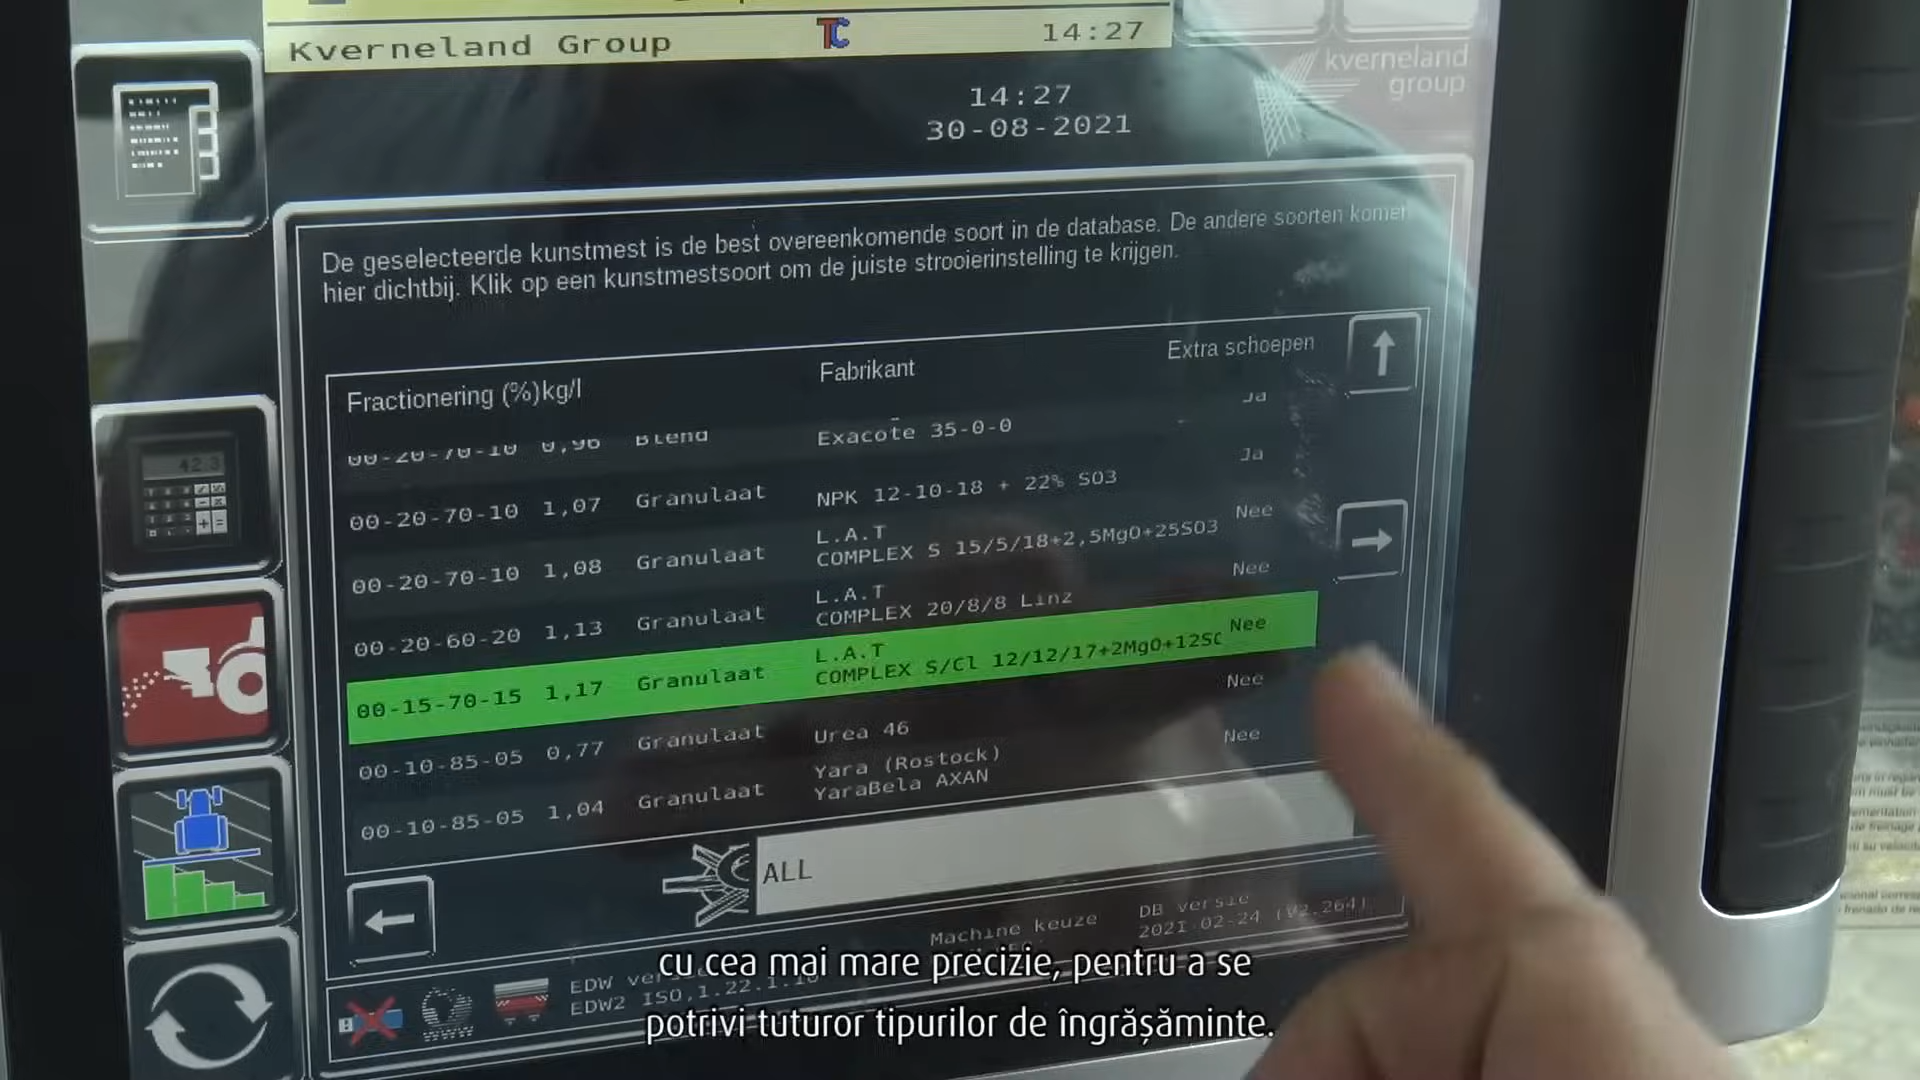 Kverneland Group TC 14:27
kverneland
group
14:27
30-08-2021
De geselecteerde kunstmest is de best overeenkomende soort in de database. De andere soorten komen
hier dichtbij. Klik op een kunstmestsoort om de juiste strooierinstelling te krijgen.
Fractionering (%)kg/l Fabrikant Extra schoepen
00-20-70-10 0,96 Blend Exacote 35-0-0 Ja
00-20-70-10 1,07 Granulaat NPK 12-10-18 + 22% SO3 Ja
00-20-70-10 1,08 Granulaat L.A.T Nee
COMPLEX S 15/5/18+2,5MgO+25SO3
00-20-60-20 1,13 Granulaat L.A.T Nee
COMPLEX 20/8/8 Linz
00-15-70-15 1,17 Granulaat L.A.T Nee
COMPLEX S/Cl 12/12/17+2MgO+12SO
00-10-85-05 0,77 Granulaat Urea 46 Nee
00-10-85-05 1,04 Granulaat Yara (Rostock) Nee
YaraBela AXAN
ALL
42.3
Machine keuze DB versie
2021-02-24 (V2.264)
EDW
EDW2 ISO.1.22.1.10
cu cea mai mare precizie, pentru a se
potrivi tuturor tipurilor de îngrășăminte.